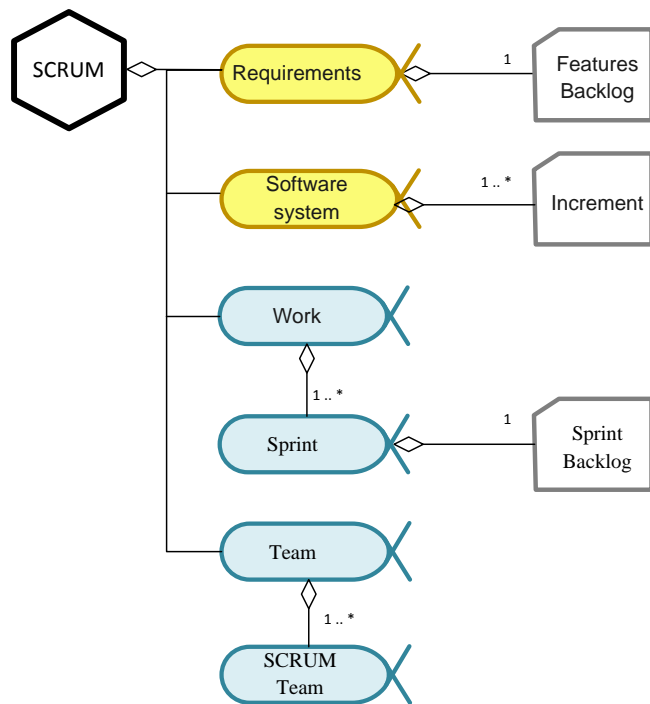 SCRUM
Requirements
1
Features
Backlog
Software
system
1 .. *
Increment
Work
1 .. *
Sprint
1
Sprint
Backlog
Team
1 .. *
SCRUM
Team